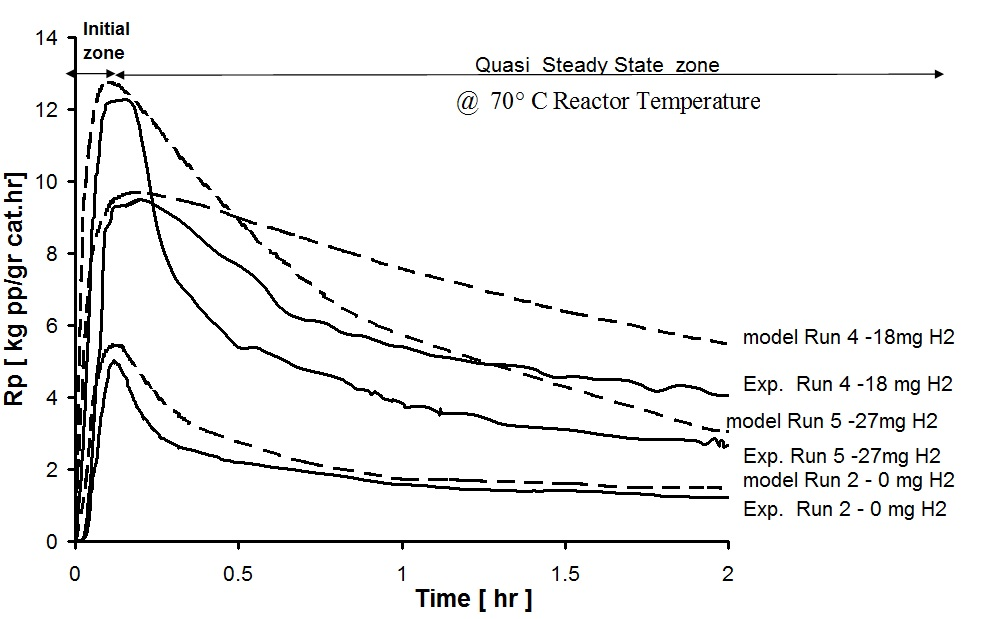 Initial
zone
Quasi Steady State zone
@ 70° C Reactor Temperature
Rp [ kg pp/gr cat.hr]
14
12
10
8
6
4
2
0
model Run 4 -18mg H2
Exp. Run 4 -18 mg H2
model Run 5 -27mg H2
Exp. Run 5 -27mg H2
model Run 2 - 0 mg H2
Exp. Run 2 - 0 mg H2
0
0.5
1
1.5
2
Time [ hr ]